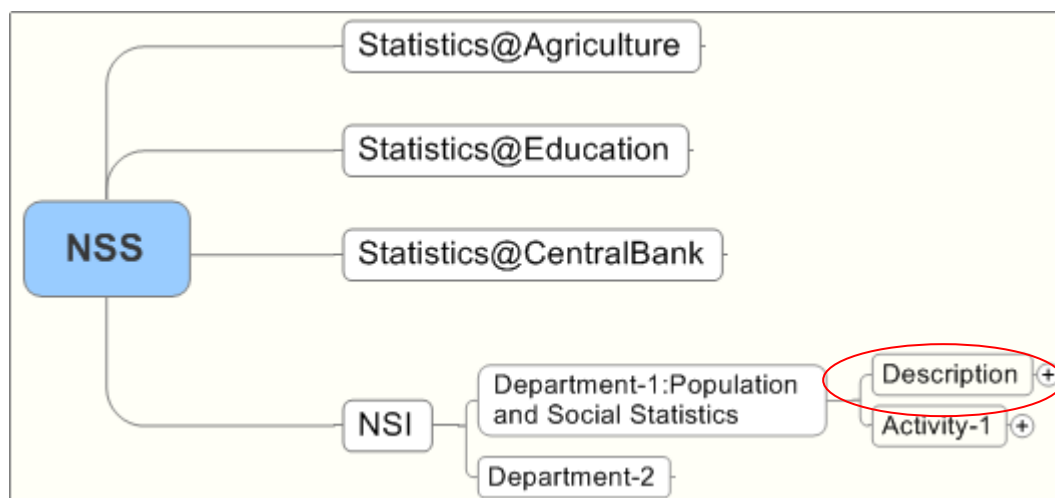 Statistics@Agriculture
Statistics@Education
NSS
Statistics@CentralBank
Department-1:Population
and Social Statistics
Description
NSI
Activity-1
Department-2